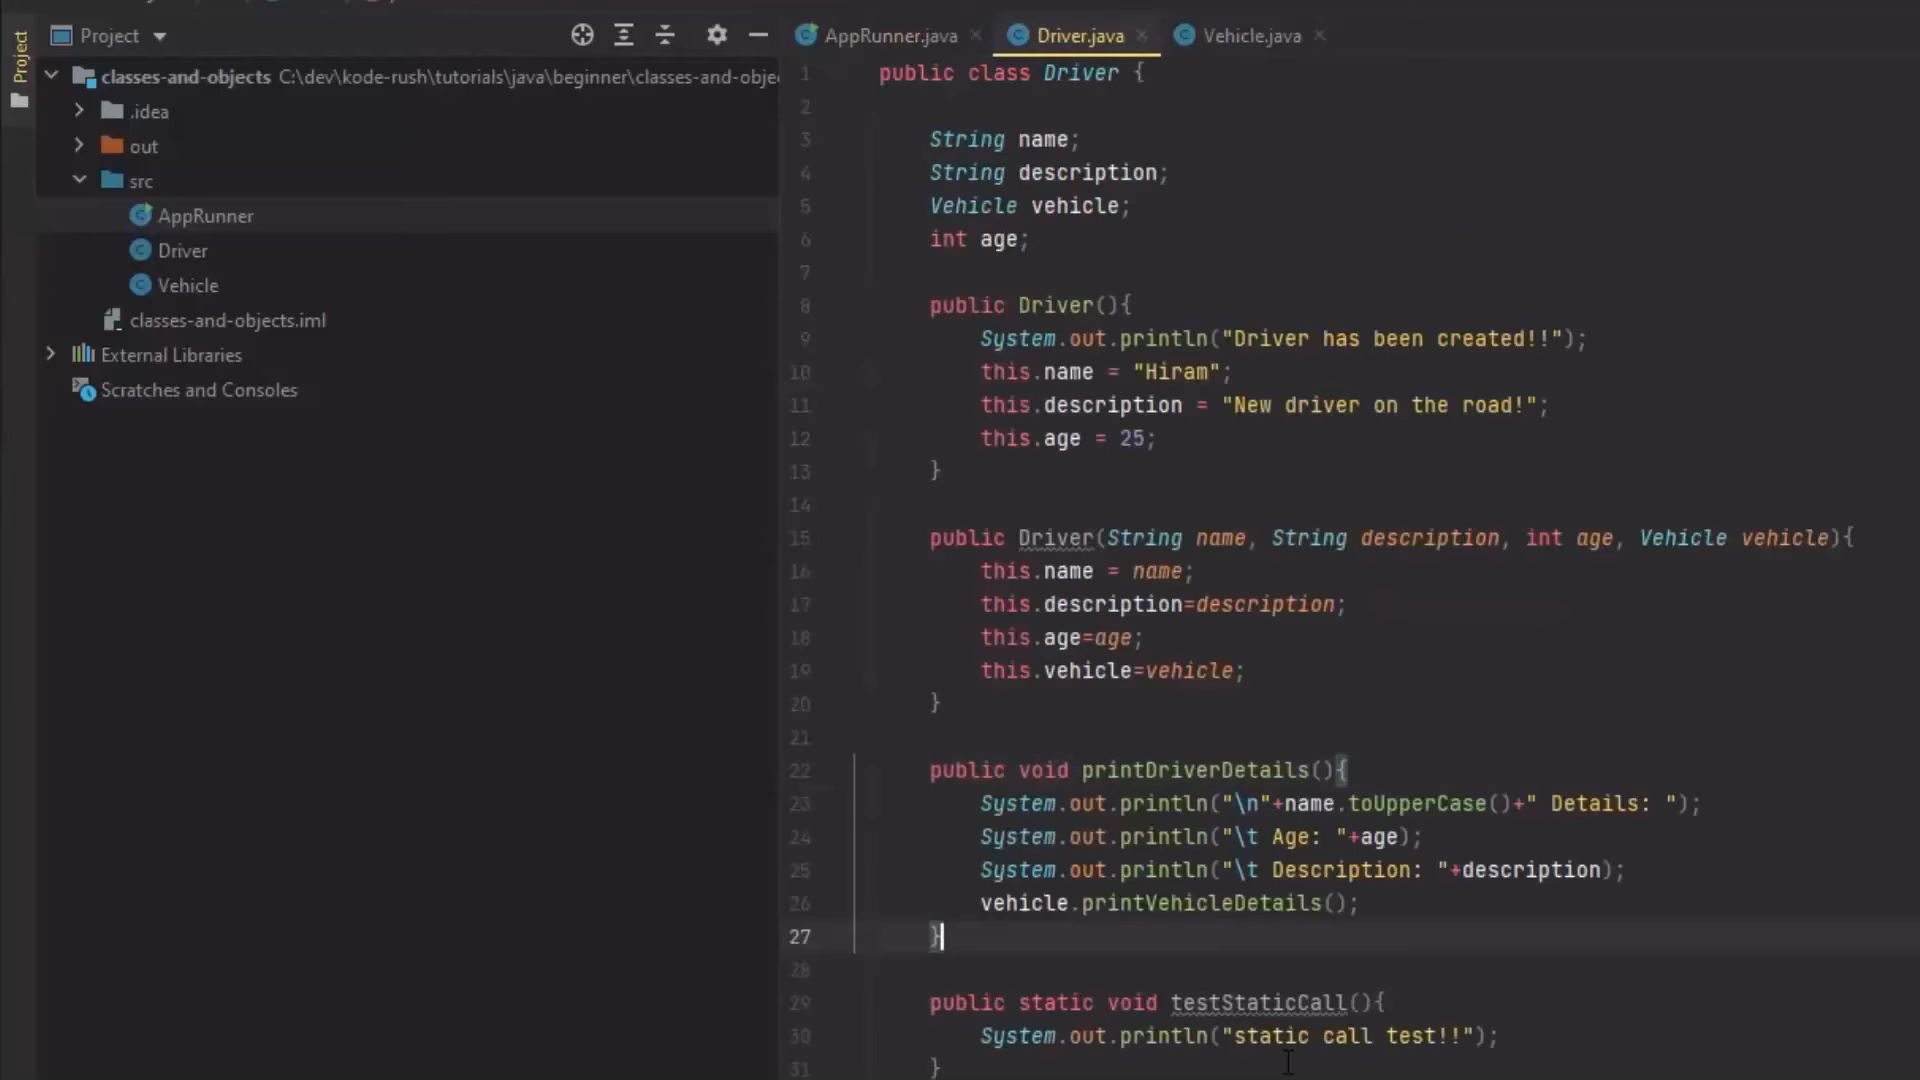 Project
Project
classes-and-objects C:\dev\kode-rush\tutorials\java\beginner\classes-and-obje
.idea
out
src
AppRunner
Driver
Vehicle
classes-and-objects.iml
External Libraries
Scratches and Consoles
AppRunner.java
Driver.java
Vehicle.java
1 public class Driver {
2
3 String name;
4 String description;
5 Vehicle vehicle;
6 int age;
7
8 public Driver(){
9 System.out.println("Driver has been created!!");
10 this.name = "Hiram";
11 this.description = "New driver on the road!";
12 this.age = 25;
13 }
14
15 public Driver(String name, String description, int age, Vehicle vehicle){
16 this.name = name;
17 this.description=description;
18 this.age=age;
19 this.vehicle=vehicle;
20 }
21
22 public void printDriverDetails(){
23 System.out.println("\n"+name.toUpperCase()+" Details: ");
24 System.out.println("\t Age: "+age);
25 System.out.println("\t Description: "+description);
26 vehicle.printVehicleDetails();
27 }
28
29 public static void testStaticCall(){
30 System.out.println("static call test!!");
31 }